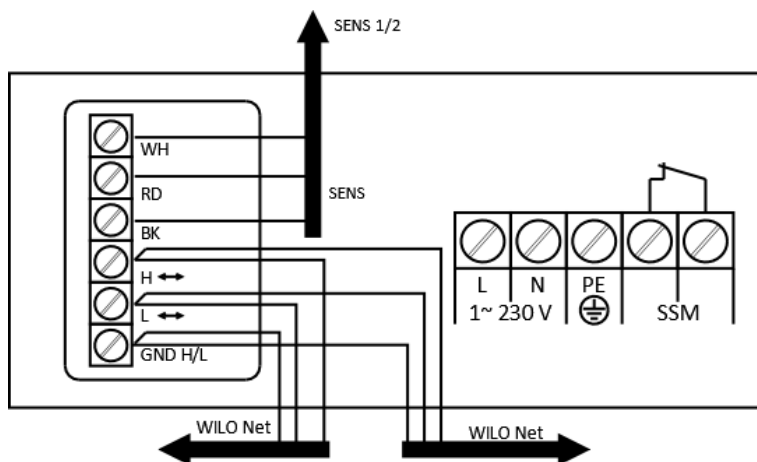 SENS 1/2
WH
RD
SENS
BK
H ↔
L ↔
GND H/L
L N PE
1~ 230 V SSM
WILO Net
WILO Net